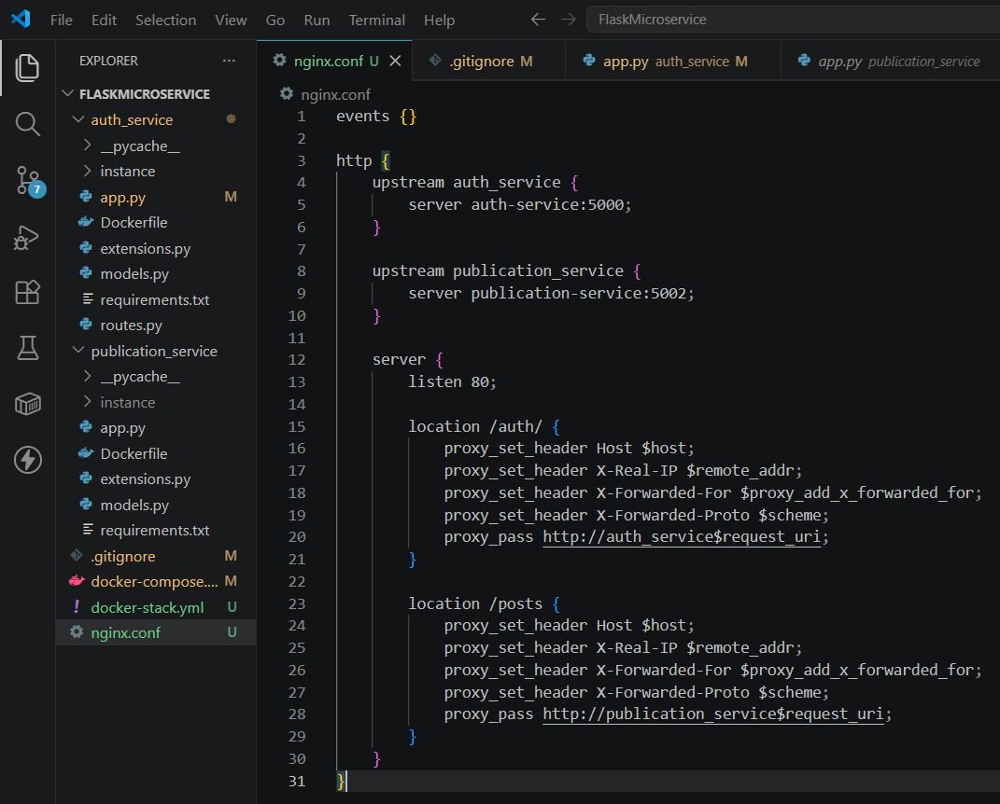 File Edit Selection View Go Run Terminal Help FlaskMicroservice
EXPLORER ...
nginx.conf U .gitignore M app.py auth_service M app.py publication_service
FLASKMICROSERVICE
auth_service
__pycache__
instance
app.py M
Dockerfile
extensions.py
models.py
requirements.txt
routes.py
publication_service
__pycache__
instance
app.py
Dockerfile
extensions.py
models.py
requirements.txt
.gitignore M
docker-compose.... M
docker-stack.yml U
nginx.conf U
7
nginx.conf
1 events {}
2
3 http {
4     upstream auth_service {
5         server auth-service:5000;
6     }
7
8     upstream publication_service {
9         server publication-service:5002;
10     }
11
12     server {
13         listen 80;
14
15         location /auth/ {
16             proxy_set_header Host $host;
17             proxy_set_header X-Real-IP $remote_addr;
18             proxy_set_header X-Forwarded-For $proxy_add_x_forwarded_for;
19             proxy_set_header X-Forwarded-Proto $scheme;
20             proxy_pass http://auth_service$request_uri;
21         }
22
23         location /posts {
24             proxy_set_header Host $host;
25             proxy_set_header X-Real-IP $remote_addr;
26             proxy_set_header X-Forwarded-For $proxy_add_x_forwarded_for;
27             proxy_set_header X-Forwarded-Proto $scheme;
28             proxy_pass http://publication_service$request_uri;
29         }
30     }
31 }